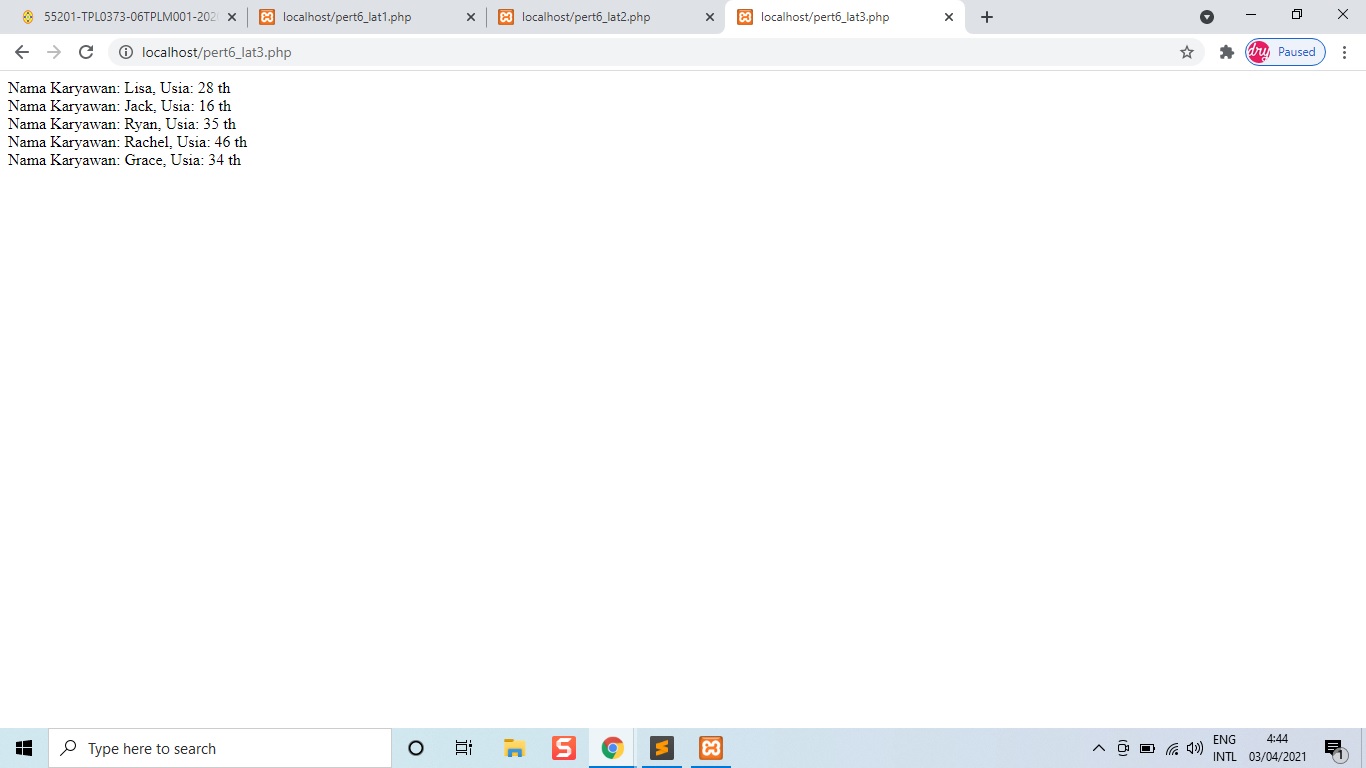 55201-TPL0373-06TPLM001-202
localhost/pert6_lat1.php
localhost/pert6_lat2.php
localhost/pert6_lat3.php
localhost/pert6_lat3.php
dry
Paused
Nama Karyawan: Lisa, Usia: 28 th
Nama Karyawan: Jack, Usia: 16 th
Nama Karyawan: Ryan, Usia: 35 th
Nama Karyawan: Rachel, Usia: 46 th
Nama Karyawan: Grace, Usia: 34 th
Type here to search
ENG
INTL
4:44
03/04/2021
1